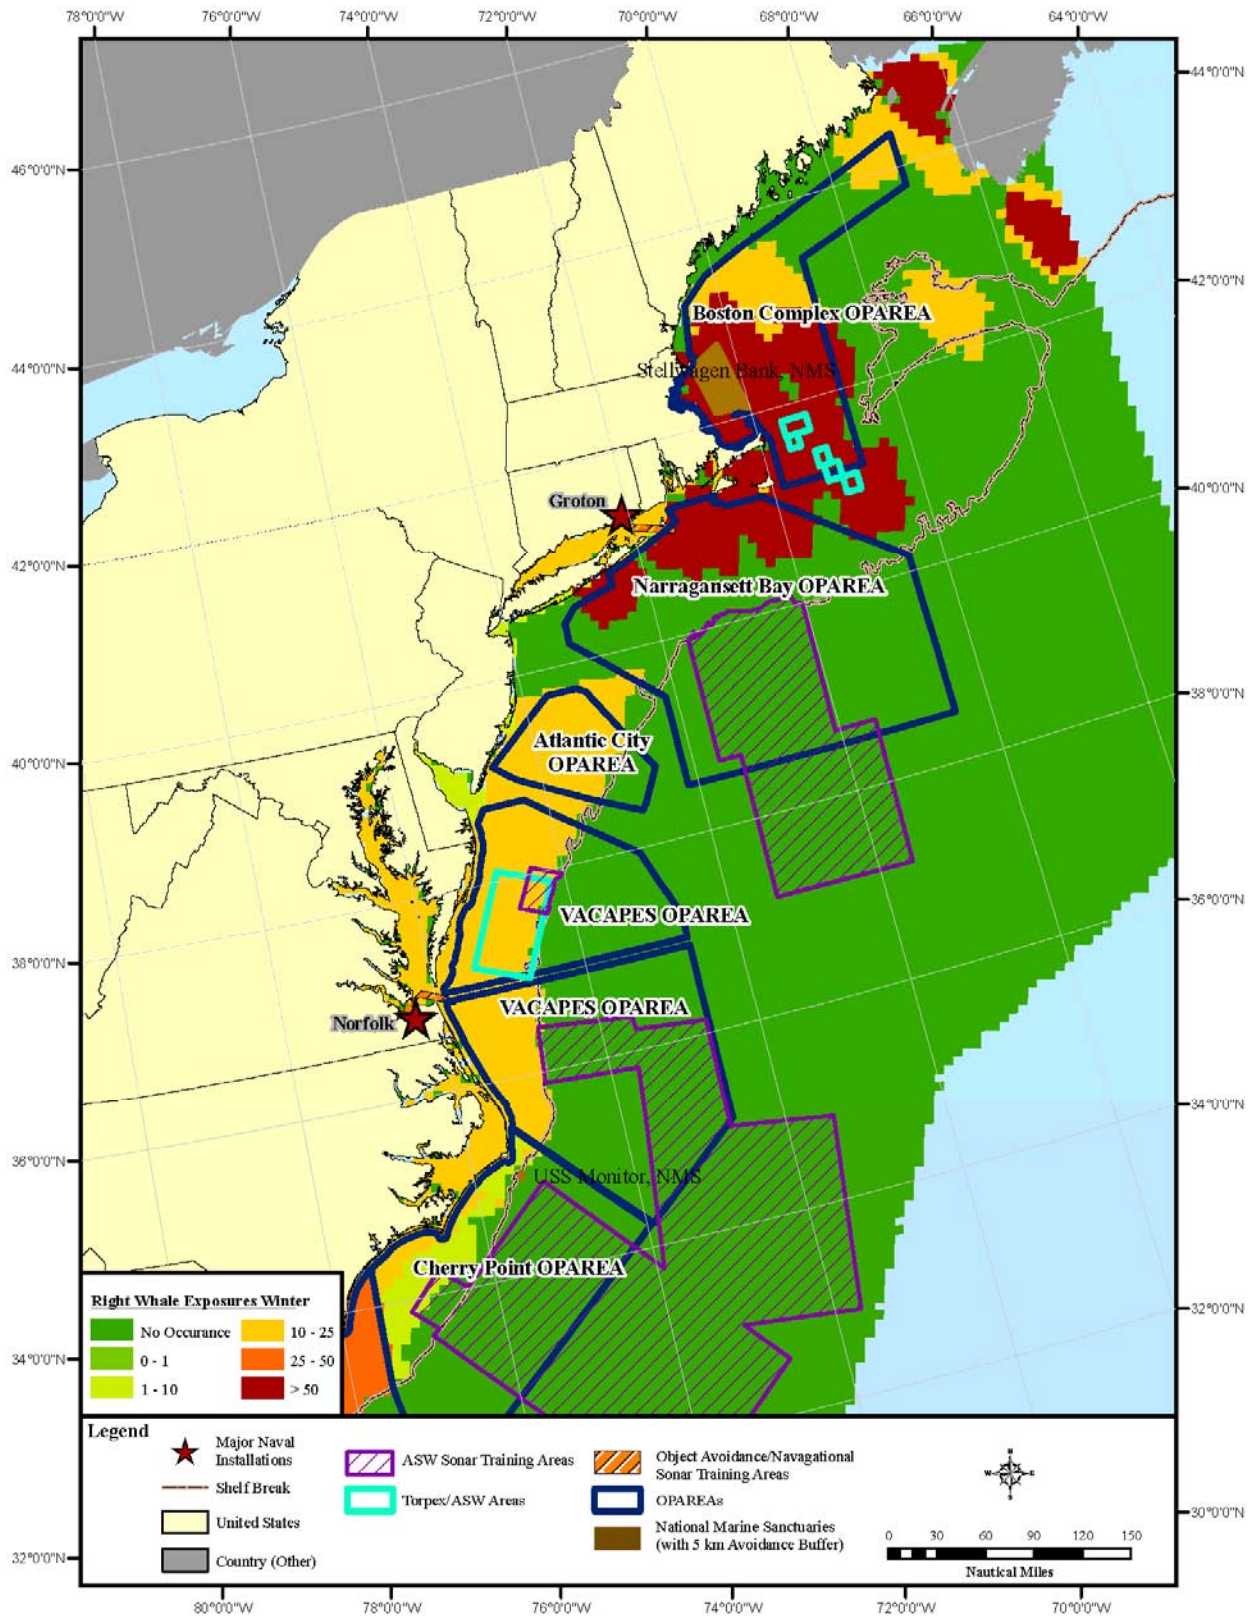 78°0'0"W
76°0'0"W
74°0'0"W
72°0'0"W
70°0'0"W
68°0'0"W
66°0'0"W
64°0'0"W
44°0'0"N
46°0'0"N
42°0'0"N
Boston Complex OPAREA
44°0'0"N
Stellwagen Bank, NMS
40°0'0"N
Groton
42°0'0"N
Narragansett Bay OPAREA
38°0'0"N
Atlantic City
OPAREA
40°0'0"N
36°0'0"N
VACAPES OPAREA
38°0'0"N
VACAPES OPAREA
Norfolk
34°0'0"N
36°0'0"N
USS Monitor, NMS
Cherry Point OPAREA
32°0'0"N
Right Whale Exposures Winter
No Occurance
0 - 1
1 - 10
10 - 25
25 - 50
> 50
34°0'0"N
Legend
Major Naval
Installations
Shelf Break
United States
Country (Other)
ASW Sonar Training Areas
Torpex/ASW Areas
Object Avoidance/Navagational
Sonar Training Areas
OPAREAs
National Marine Sanctuaries
(with 5 km Avoidance Buffer)
N
W
E
S
0 30 60 90 120 150
Nautical Miles
30°0'0"N
32°0'0"N
80°0'0"W
78°0'0"W
76°0'0"W
74°0'0"W
72°0'0"W
70°0'0"W